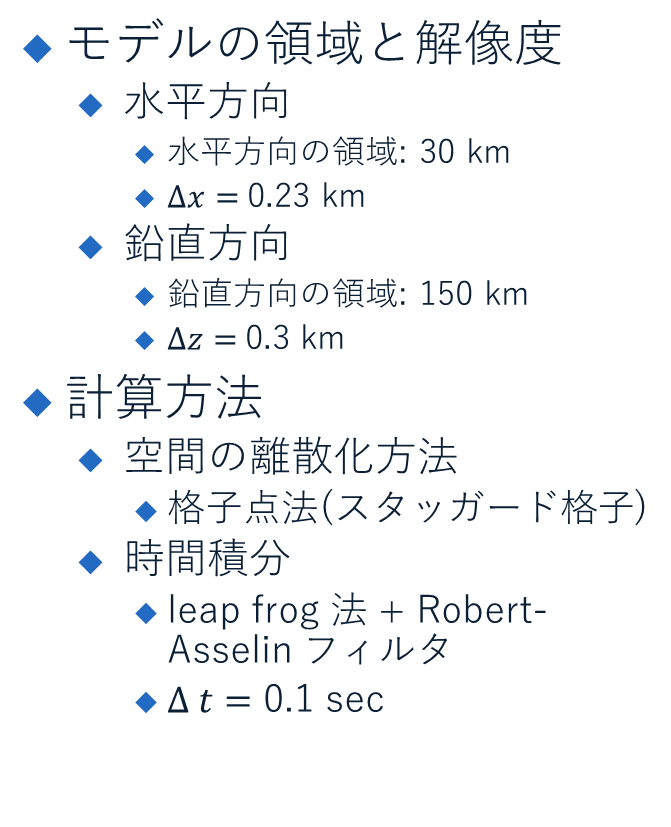 モデルの領域と解像度
水平方向
水平方向の領域: 30 km
Δx = 0.23 km
鉛直方向
鉛直方向の領域: 150 km
Δz = 0.3 km
計算方法
空間の離散化方法
格子点法(スタッガード格子)
時間積分
leap frog 法 + Robert-
Asselin フィルタ
Δ t = 0.1 sec